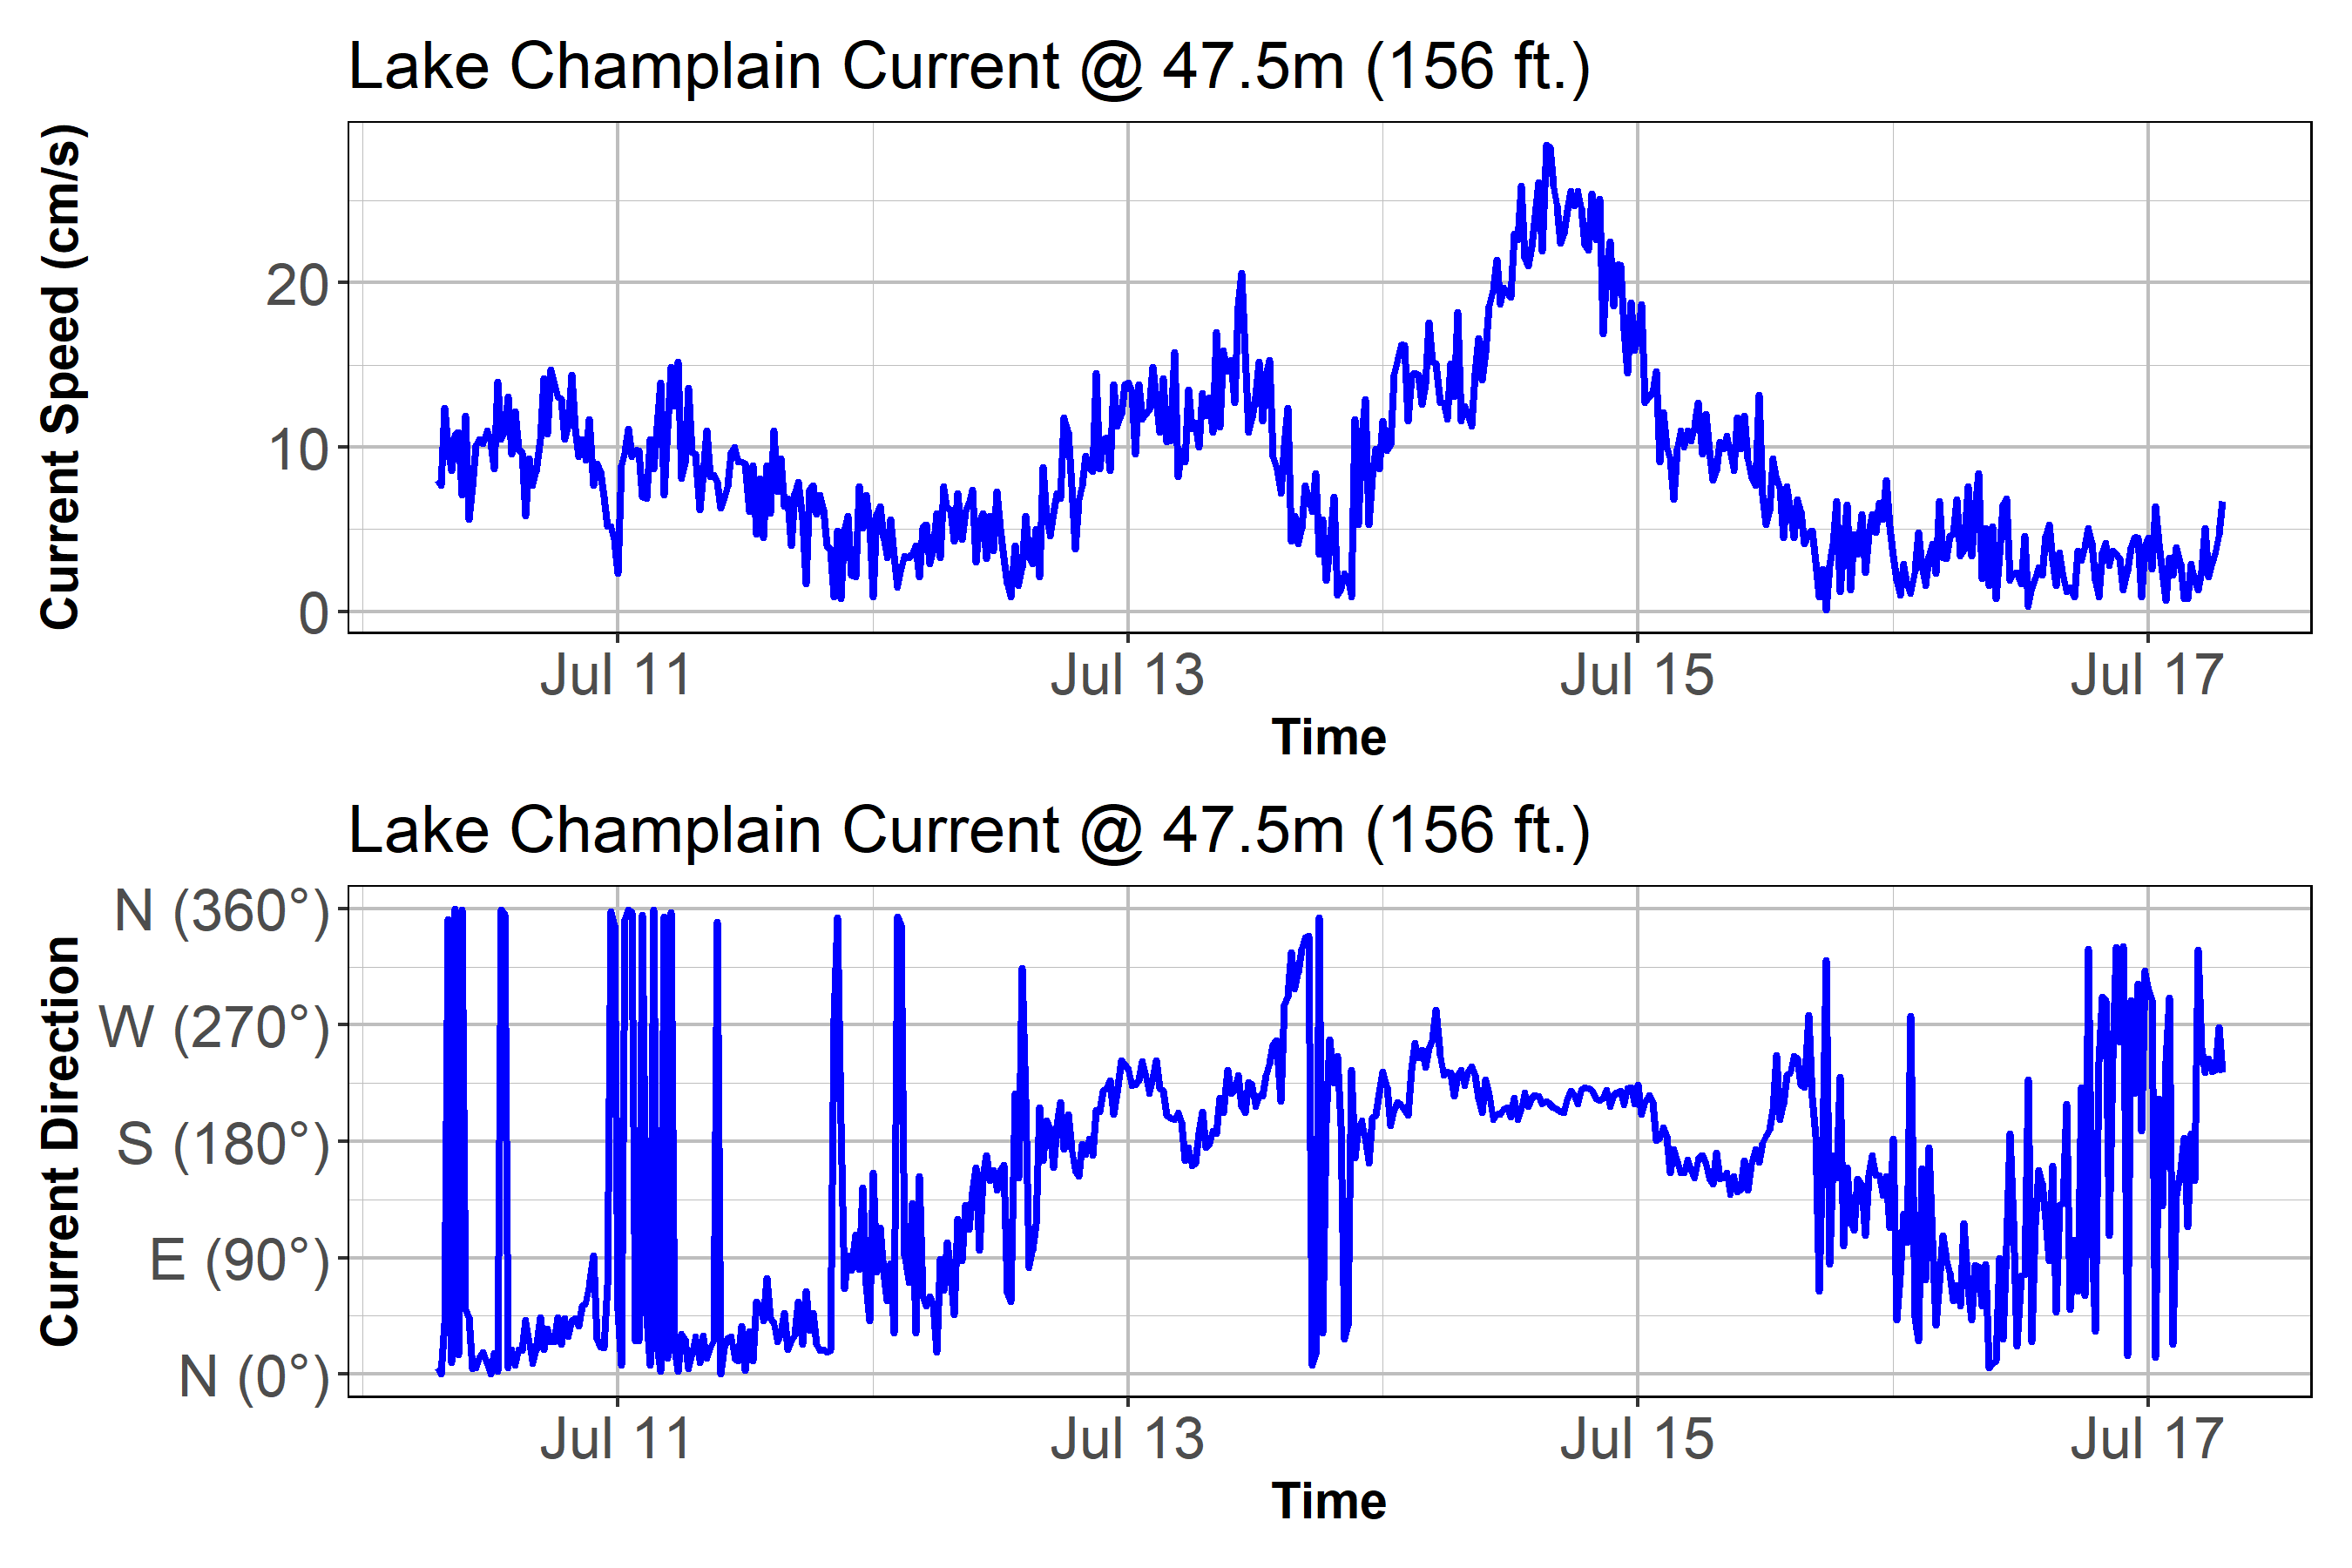 Lake Champlain Current @ 47.5m (156 ft.)
Current Speed (cm/s)
20
10
0
Jul 11 Jul 13 Jul 15 Jul 17
Time
Lake Champlain Current @ 47.5m (156 ft.)
Current Direction
N (360°)
W (270°)
S (180°)
E (90°)
N (0°)
Jul 11 Jul 13 Jul 15 Jul 17
Time